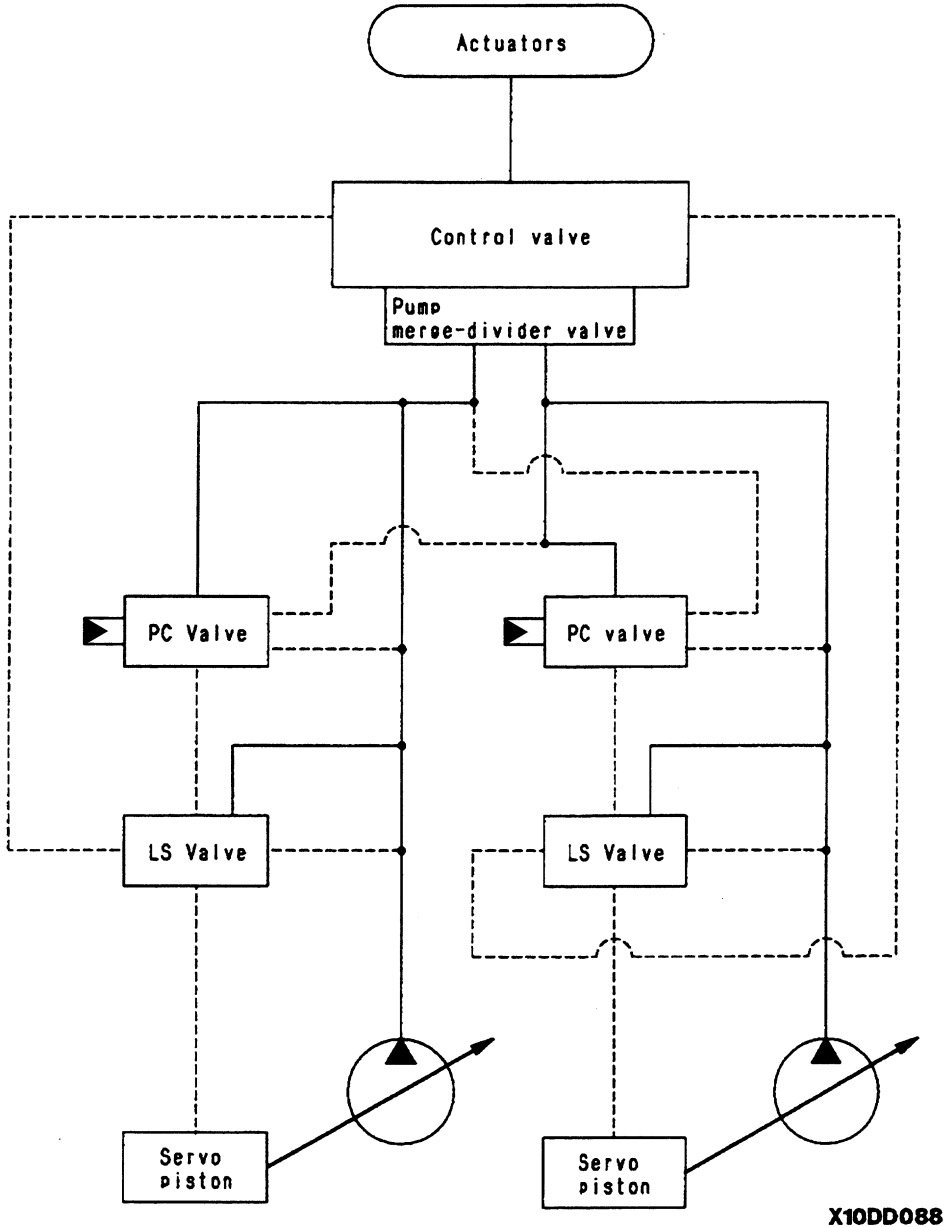 Actuators
Control valve
Pump
merge-divider valve
PC Valve
PC valve
LS Valve
LS Valve
Servo
piston
Servo
piston
X10DD088